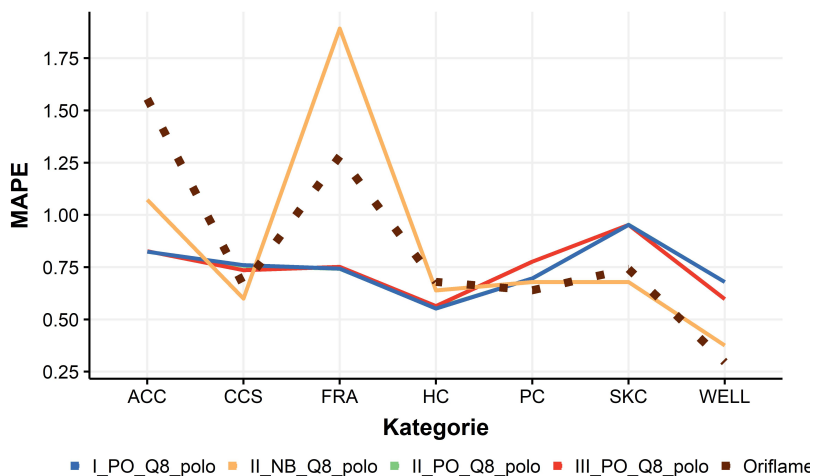 MAPE
1.75
1.50
1.25
1.00
0.75
0.50
0.25
ACC CCS FRA HC PC SKC WELL
Kategorie
I_PO_Q8_polo II_NB_Q8_polo II_PO_Q8_polo III_PO_Q8_polo Oriflame